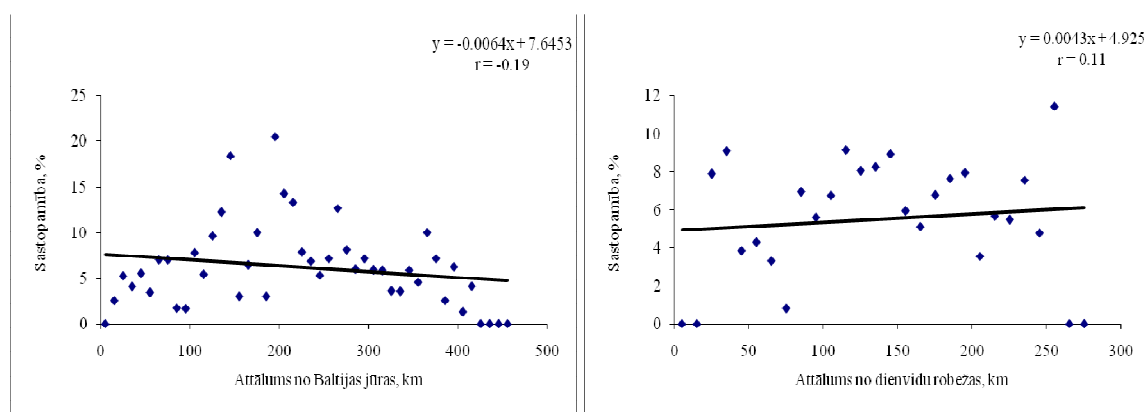 y = -0.0064x + 7.6453
r = -0.19
25
20
15
10
5
0
Sastopamība, %
0 100 200 300 400 500
Attālums no Baltijas jūras, km
y = 0.0043x + 4.925
r = 0.11
12
10
8
6
4
2
0
Sastopamība, %
0 50 100 150 200 250 300
Attālums no dienvidu robežas, km